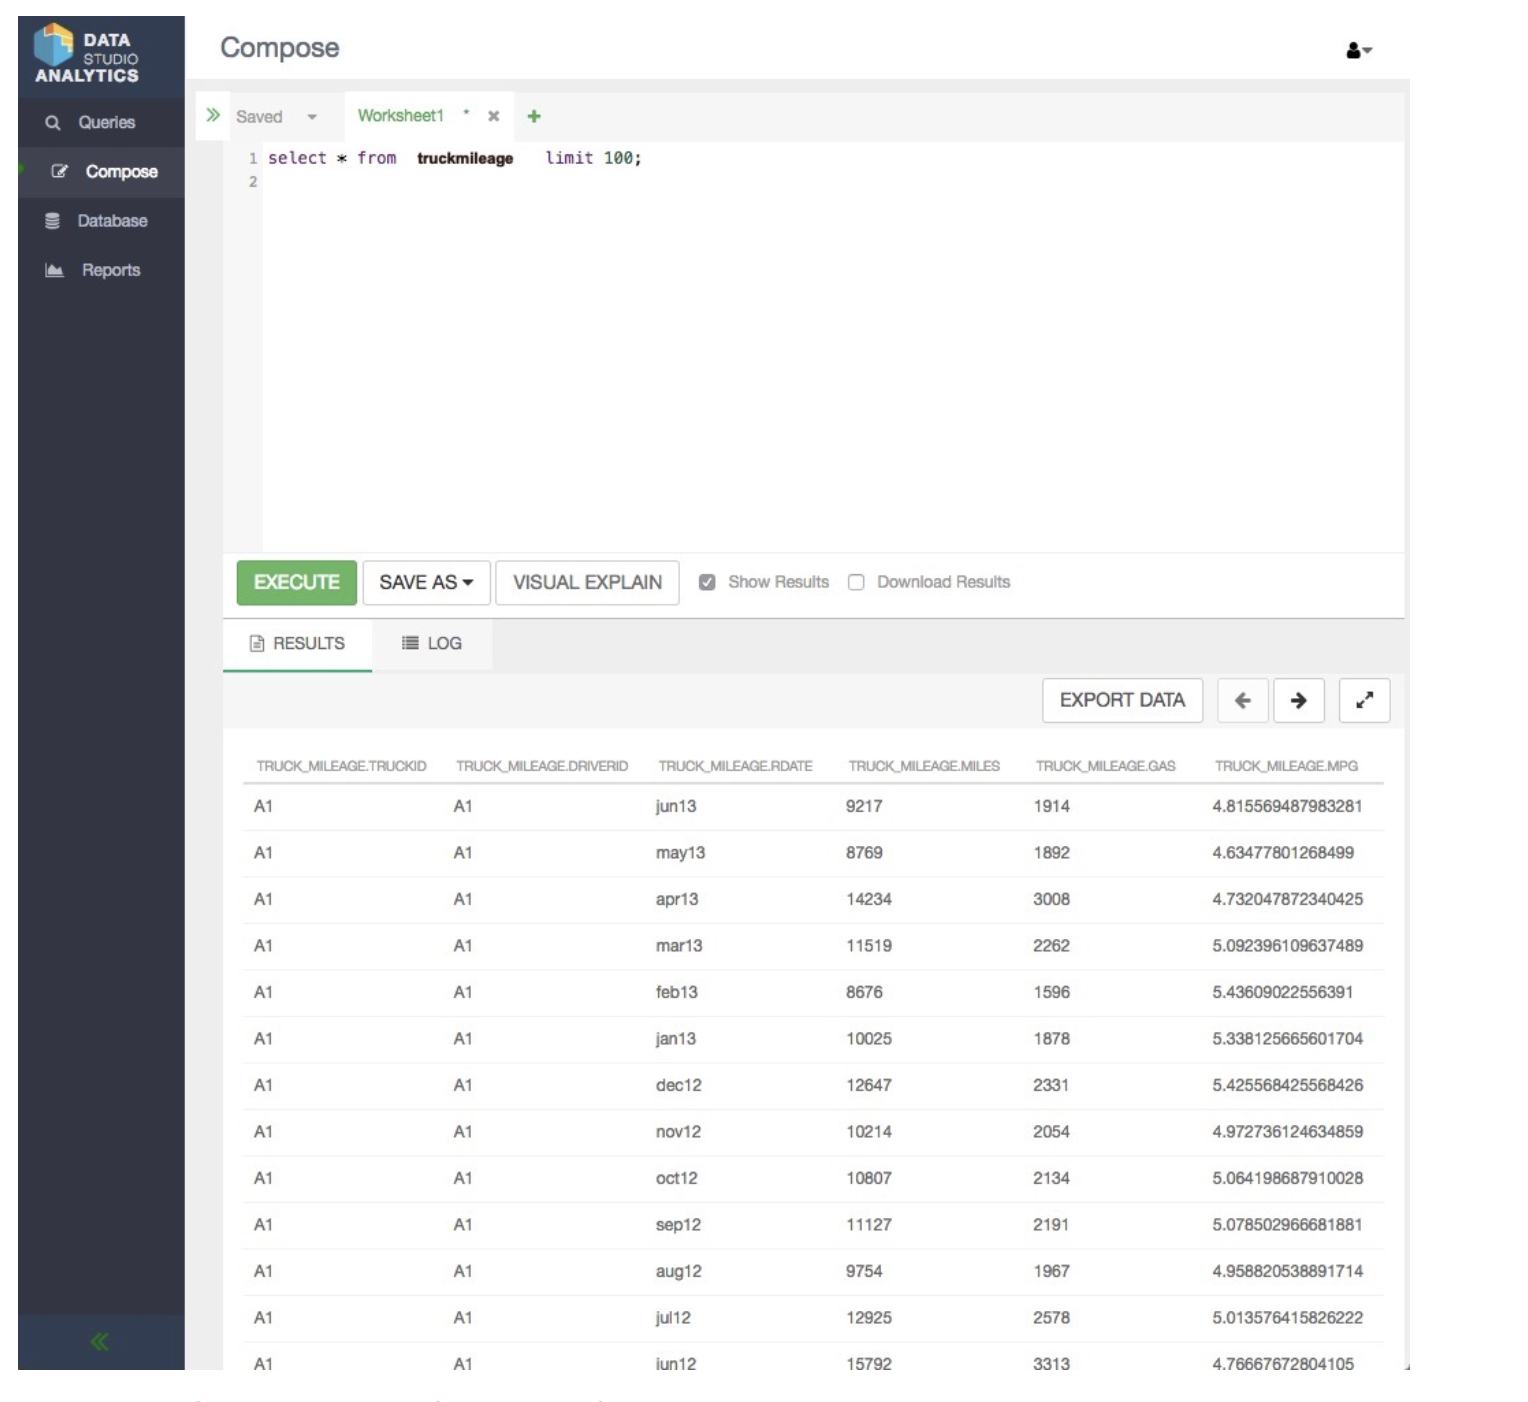 DATA
STUDIO
ANALYTICS
Compose
Queries
Compose
Database
Reports
Saved Worksheet1 *
1 select * from truckmileage limit 100;
2
EXECUTE SAVE AS VISUAL EXPLAIN Show Results Download Results
RESULTS LOG
EXPORT DATA
TRUCK_MILEAGE.TRUCKID TRUCK_MILEAGE.DRIVERID TRUCK_MILEAGE.RDATE TRUCK_MILEAGE.MILES TRUCK_MILEAGE.GAS TRUCK_MILEAGE.MPG
A1 A1 jun13 9217 1914 4.815569487983281
A1 A1 may13 8769 1892 4.63477801268499
A1 A1 apr13 14234 3008 4.732047872340425
A1 A1 mar13 11519 2262 5.092396109637489
A1 A1 feb13 8676 1596 5.43609022556391
A1 A1 jan13 10025 1878 5.338125665601704
A1 A1 dec12 12647 2331 5.425568425568426
A1 A1 nov12 10214 2054 4.972736124634859
A1 A1 oct12 10807 2134 5.064198687910028
A1 A1 sep12 11127 2191 5.078502966681881
A1 A1 aug12 9754 1967 4.958820538891714
A1 A1 jul12 12925 2578 5.013576415826222
A1 A1 jun12 15792 3313 4.76667672804105